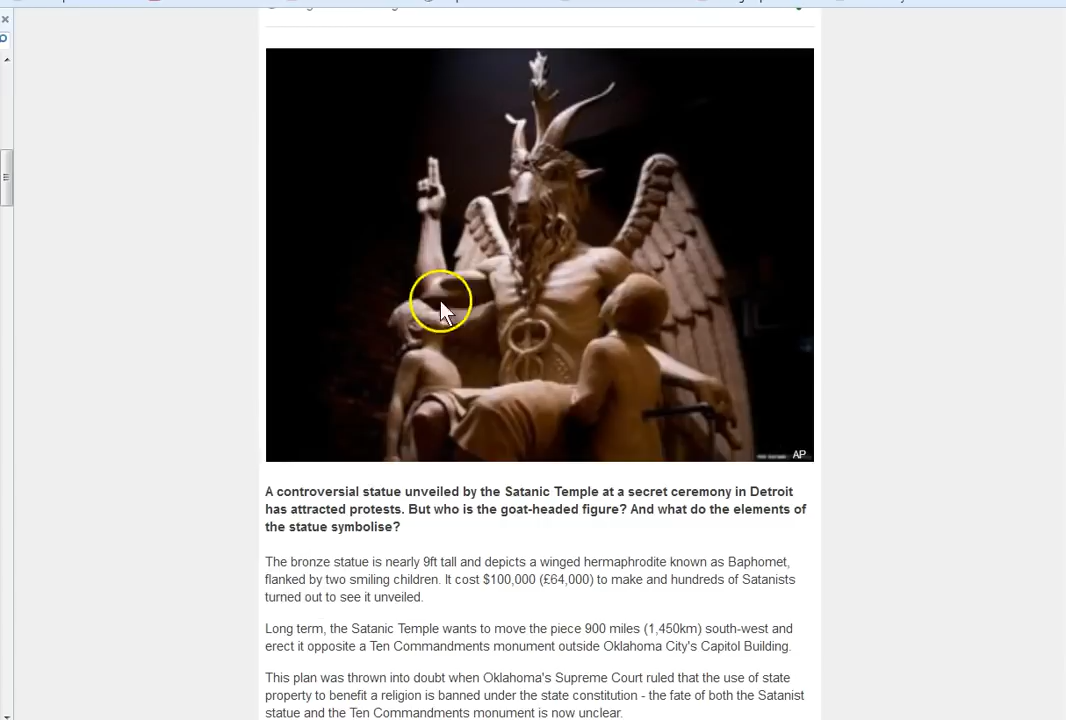 AP
A controversial statue unveiled by the Satanic Temple at a secret ceremony in Detroit
has attracted protests. But who is the goat-headed figure? And what do the elements of
the statue symbolise?
The bronze statue is nearly 9ft tall and depicts a winged hermaphrodite known as Baphomet,
flanked by two smiling children. It cost $100,000 (£64,000) to make and hundreds of Satanists
turned out to see it unveiled.
Long term, the Satanic Temple wants to move the piece 900 miles (1,450km) south-west and
erect it opposite a Ten Commandments monument outside Oklahoma City's Capitol Building.
This plan was thrown into doubt when Oklahoma's Supreme Court ruled that the use of state
property to benefit a religion is banned under the state constitution - the fate of both the Satanist
statue and the Ten Commandments monument is now unclear.